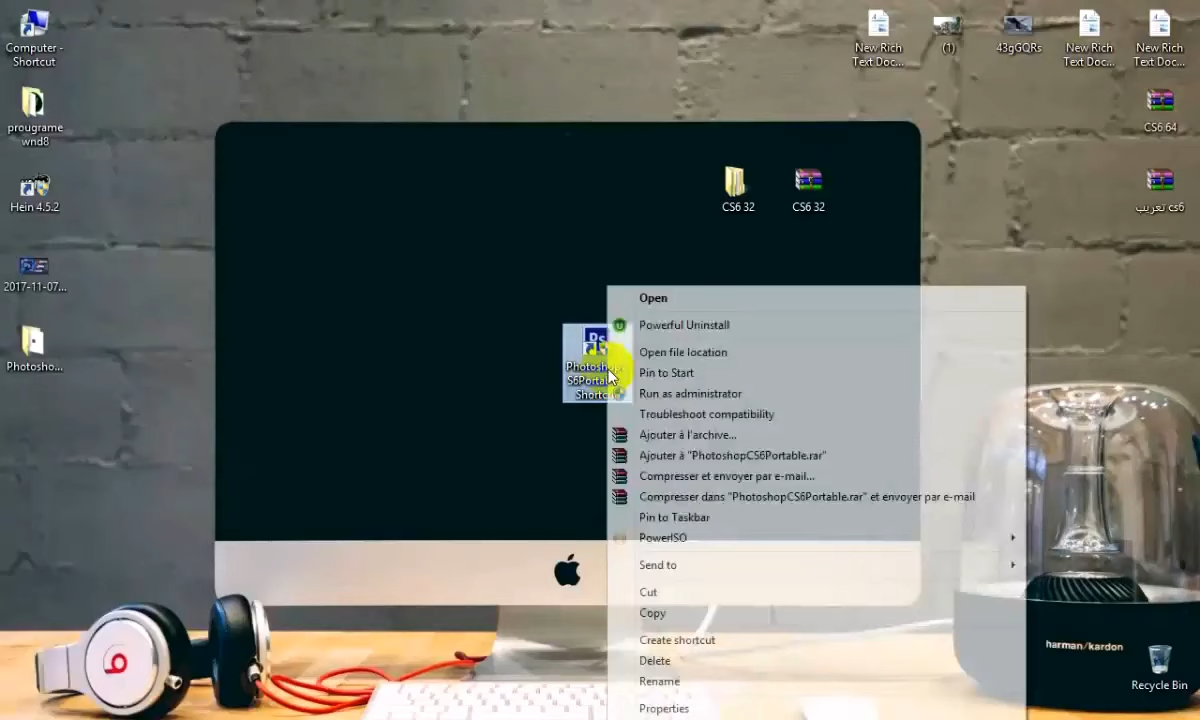 Computer -
Shortcut
prougrame
wnd8
Hein 4.5.2
2017-11-07...
Photosho...
New Rich
Text Doc...
(1)
43gGQRs
New Rich
Text Doc...
New Rich
Text Doc...
CS6 64
تعريب cs6
CS6 32
CS6 32
Ps
Photoshop
S6Portab
Shortcu
Open
Powerful Uninstall
Open file location
Pin to Start
Run as administrator
Troubleshoot compatibility
Ajouter à l'archive...
Ajouter à "PhotoshopCS6Portable.rar"
Compresser et envoyer par e-mail...
Compresser dans "PhotoshopCS6Portable.rar" et envoyer par e-mail
Pin to Taskbar
PowerISO
Send to
Cut
Copy
Create shortcut
Delete
Rename
Properties
harman/kardon
Recycle Bin